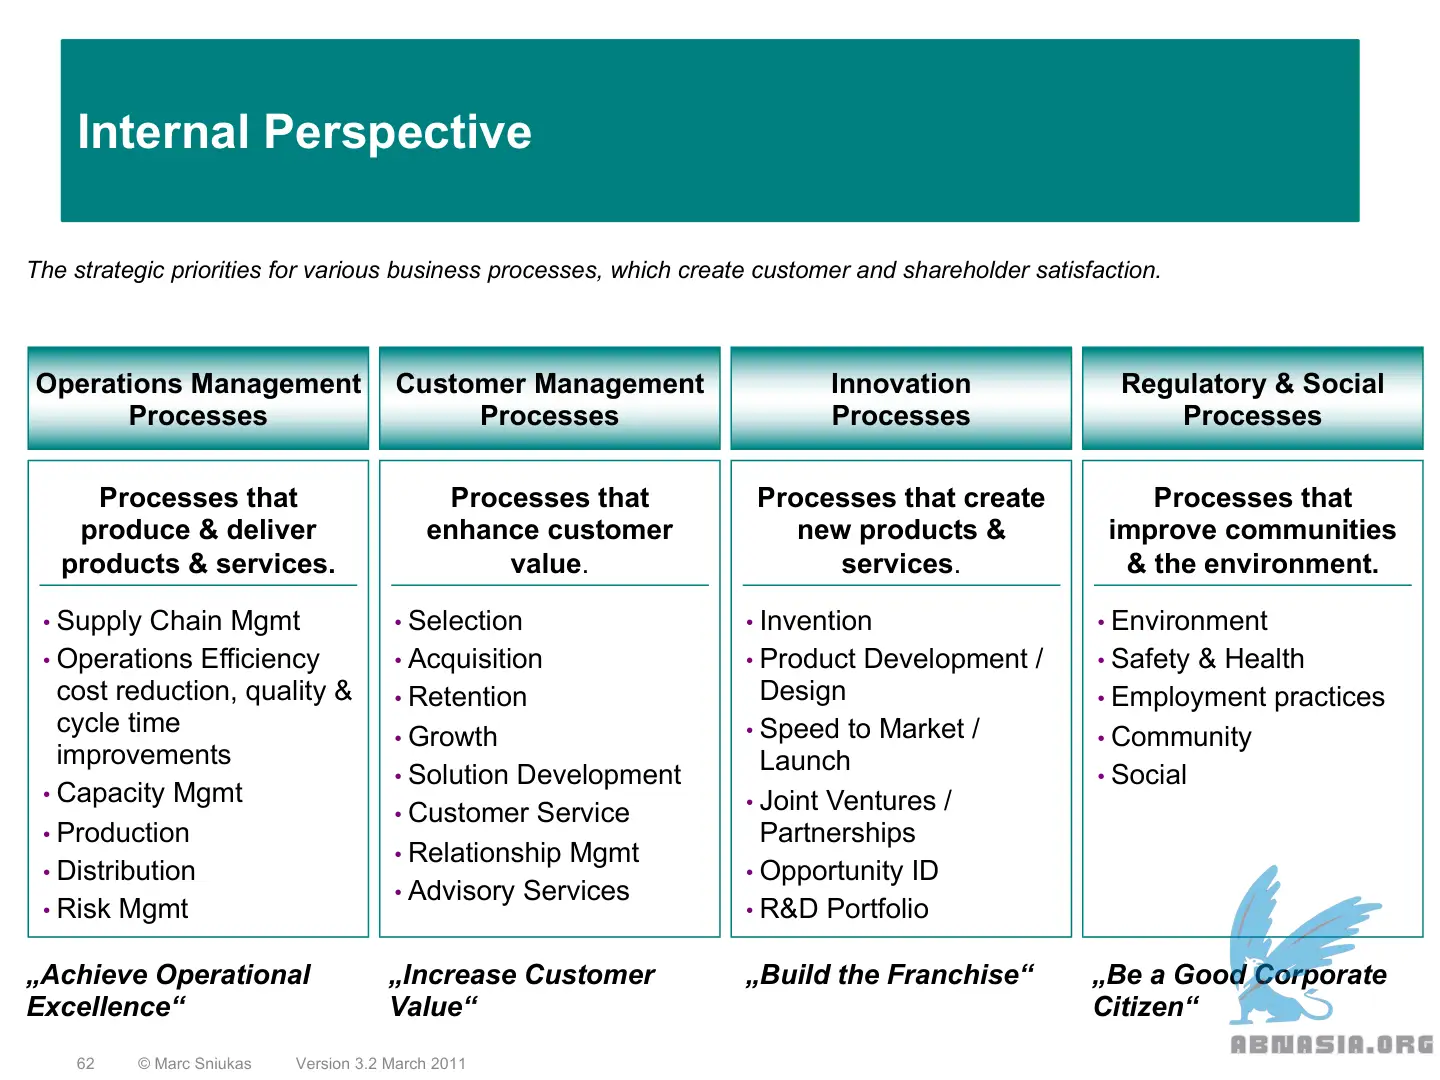 Internal Perspective
The strategic priorities for various business processes, which create customer and shareholder satisfaction.
Operations Management
Processes
Processes that
produce & deliver
products & services.
• Supply Chain Mgmt
• Operations Efficiency
cost reduction, quality &
cycle time
improvements
• Capacity Mgmt
• Production
• Distribution
• Risk Mgmt
„Achieve Operational
Excellence“
Customer Management
Processes
Processes that
enhance customer
value.
• Selection
• Acquisition
• Retention
• Growth
• Solution Development
• Customer Service
• Relationship Mgmt
• Advisory Services
„Increase Customer
Value“
Innovation
Processes
Processes that create
new products &
services.
• Invention
• Product Development /
Design
• Speed to Market /
Launch
• Joint Ventures /
Partnerships
• Opportunity ID
• R&D Portfolio
„Build the Franchise“
Regulatory & Social
Processes
Processes that
improve communities
& the environment.
• Environment
• Safety & Health
• Employment practices
• Community
• Social
„Be a Good Corporate
Citizen“
62 © Marc Sniukas Version 3.2 March 2011
ABNASIA.ORG